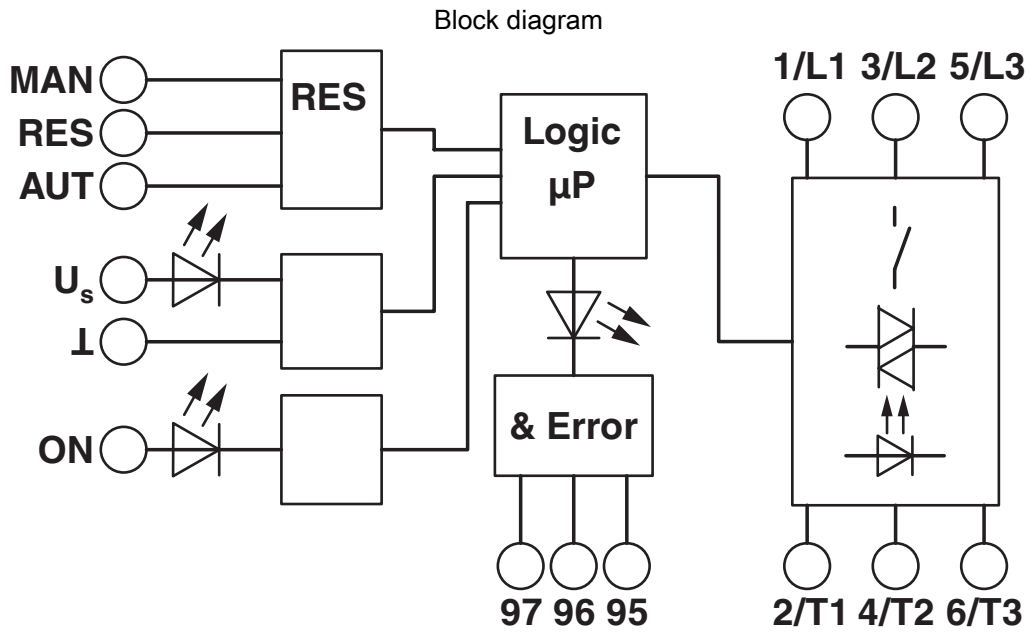 Block diagram
1/L1 3/L2 5/L3
MAN
RES
RES
AUT
Logic
µP
Us
⊥
ON
& Error
97 96 95
2/T1 4/T2 6/T3